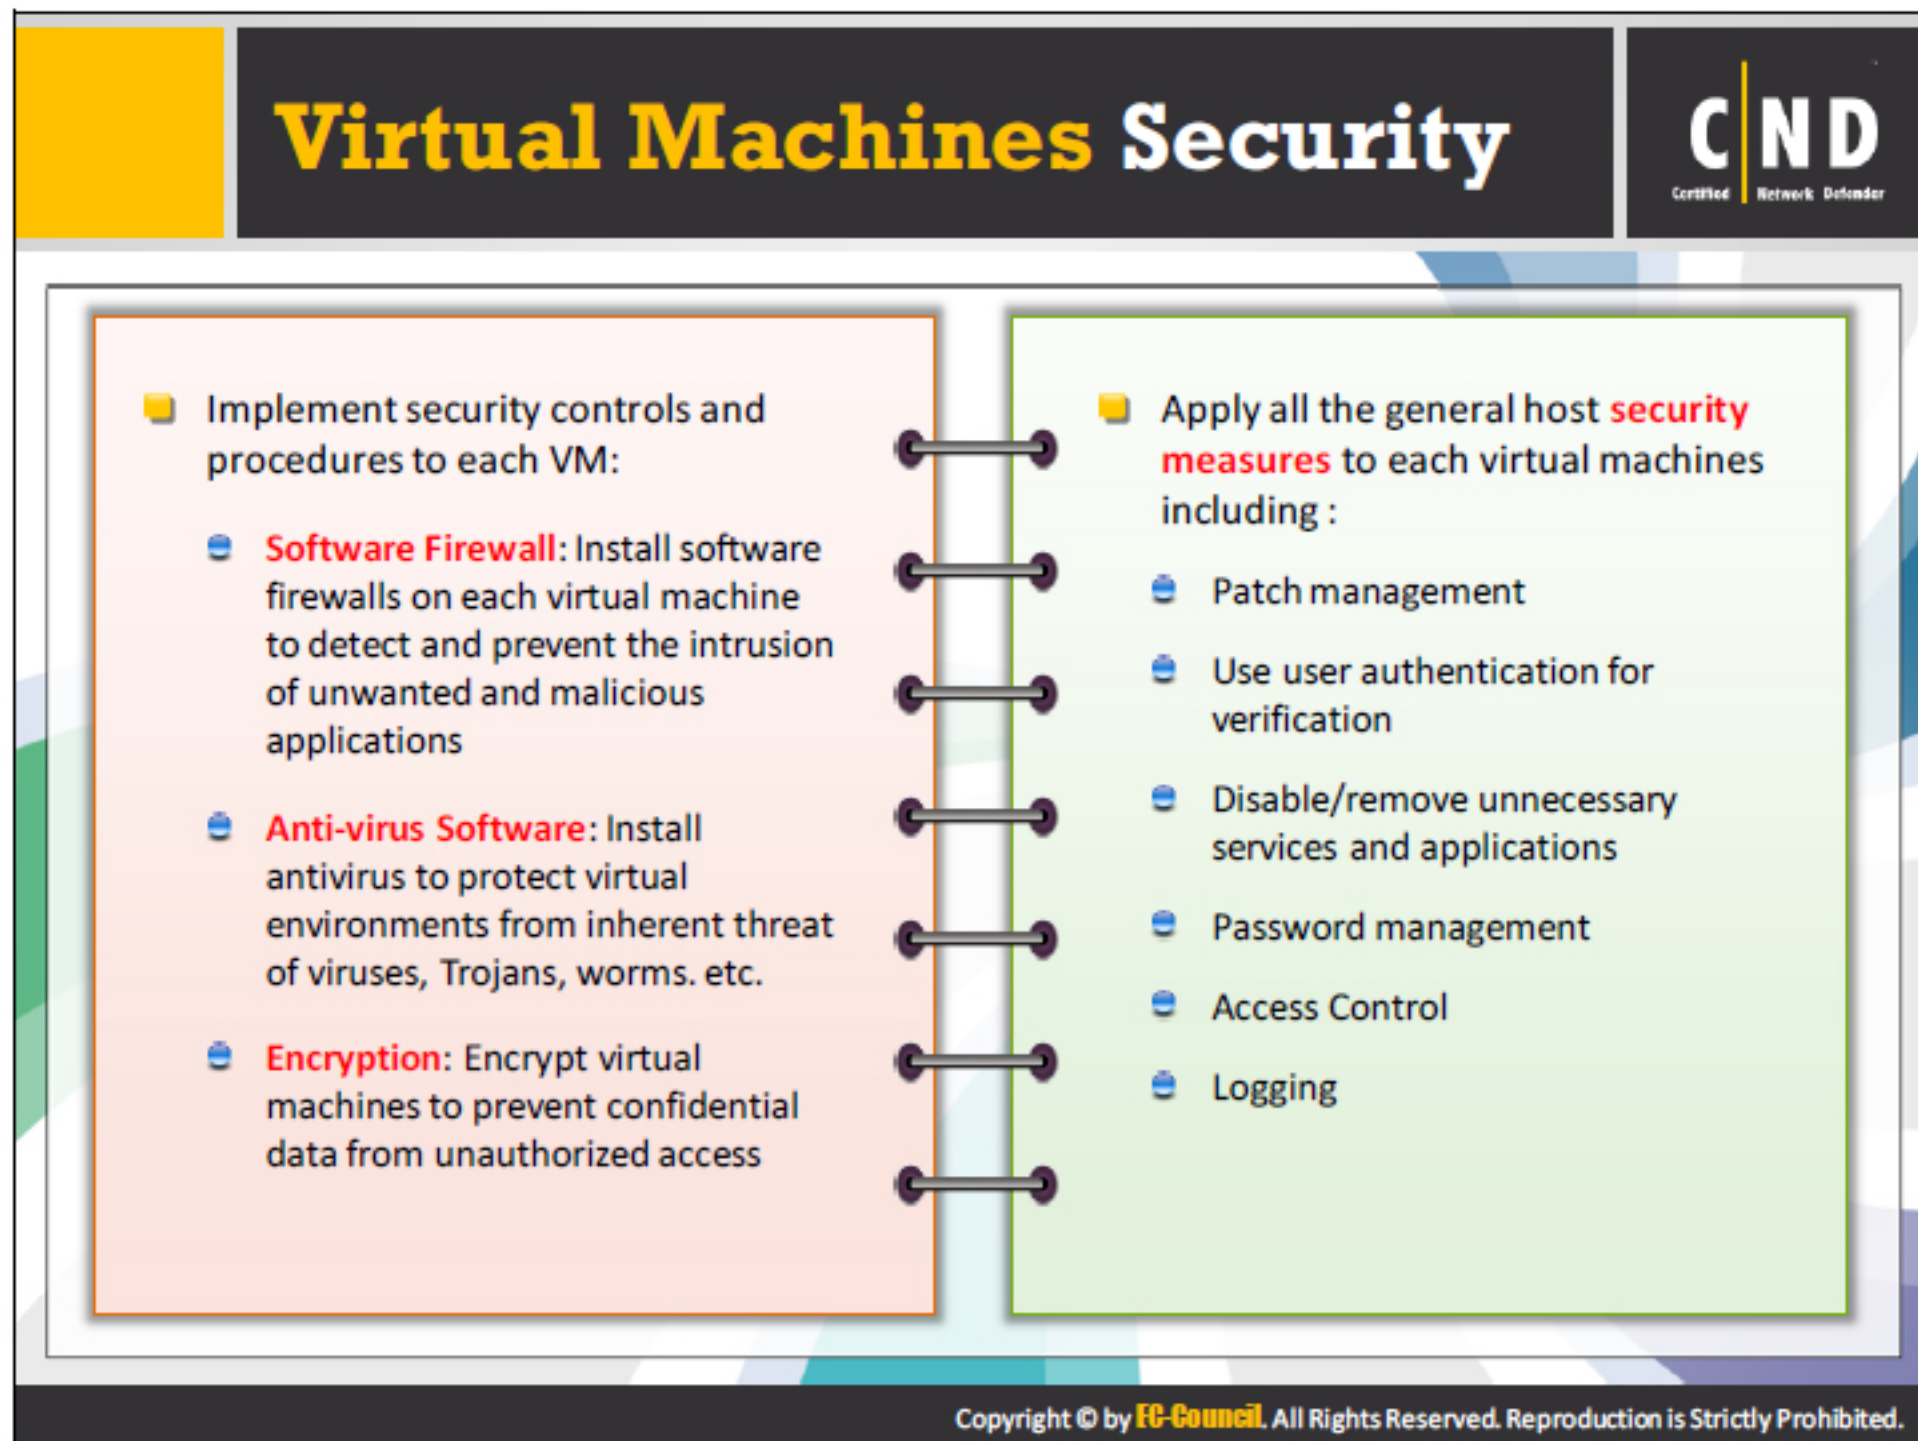 Virtual Machines Security
C ND
Certified Network Defender
Implement security controls and
procedures to each VM:
Software Firewall: Install software
firewalls on each virtual machine
to detect and prevent the intrusion
of unwanted and malicious
applications
Anti-virus Software: Install
antivirus to protect virtual
environments from inherent threat
of viruses, Trojans, worms. etc.
Encryption: Encrypt virtual
machines to prevent confidential
data from unauthorized access
Apply all the general host security
measures to each virtual machines
including :
Patch management
Use user authentication for
verification
Disable/remove unnecessary
services and applications
Password management
Access Control
Logging
Copyright © by EC-Council. All Rights Reserved. Reproduction is Strictly Prohibited.